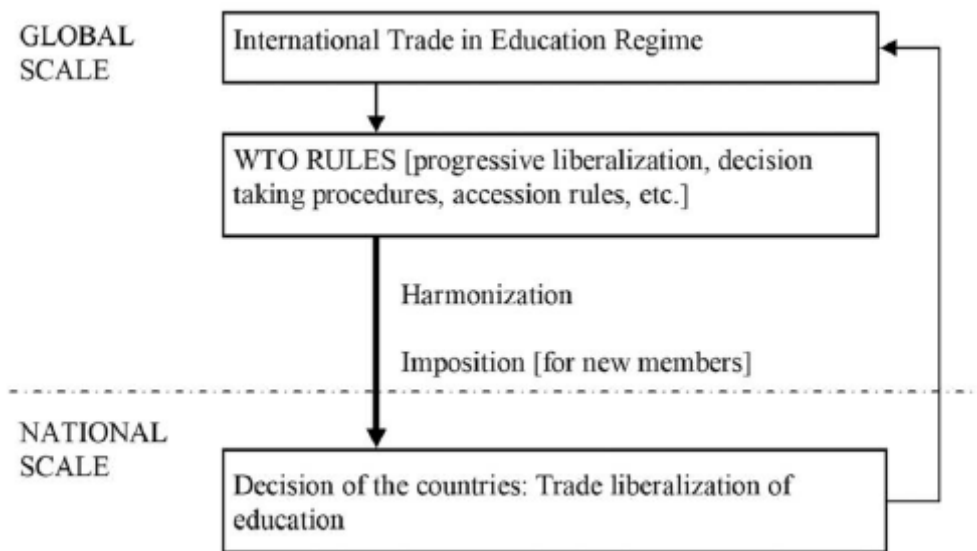 GLOBAL
SCALE
International Trade in Education Regime
WTO RULES [progressive liberalization, decision
taking procedures, accession rules, etc.]
Harmonization
Imposition [for new members]
NATIONAL
SCALE
Decision of the countries: Trade liberalization of
education